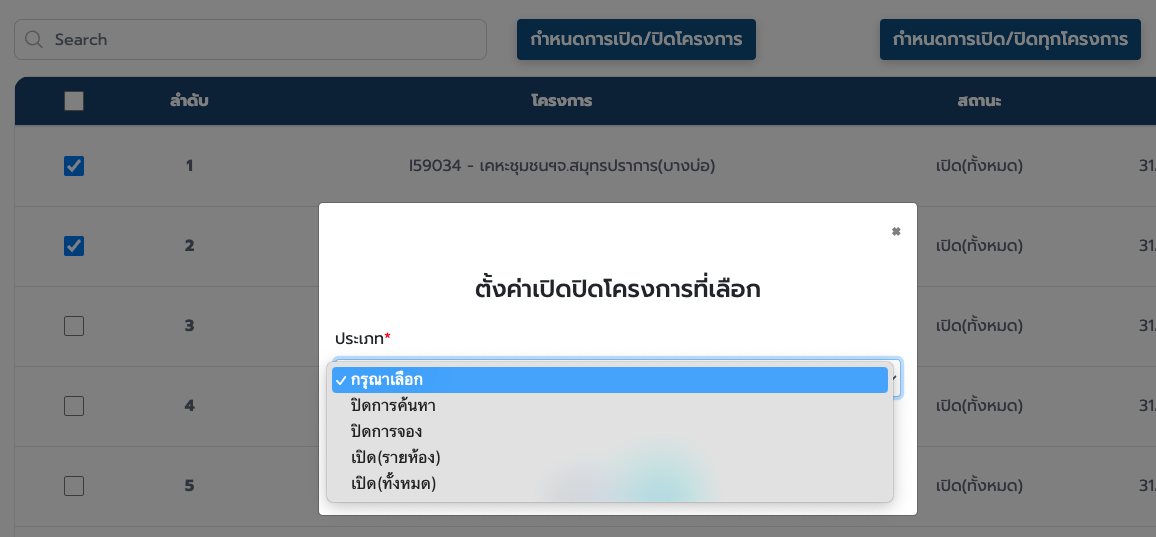 Search
กำหนดการเปิด/ปิดโครงการ
กำหนดการเปิด/ปิดทุกโครงการ
ลำดับ โครงการ สถานะ
1 I59034 - เคหะชุมชนฯจ.สมุทรปราการ(บางบ่อ) เปิด(ทั้งหมด) 31.
2 เปิด(ทั้งหมด) 31.
3 เปิด(ทั้งหมด) 31.
4 เปิด(ทั้งหมด) 31.
5 เปิด(ทั้งหมด) 31.
ตั้งค่าเปิดปิดโครงการที่เลือก
ประเภท*
กรุณาเลือก
ปิดการค้นหา
ปิดการจอง
เปิด(รายห้อง)
เปิด(ทั้งหมด)